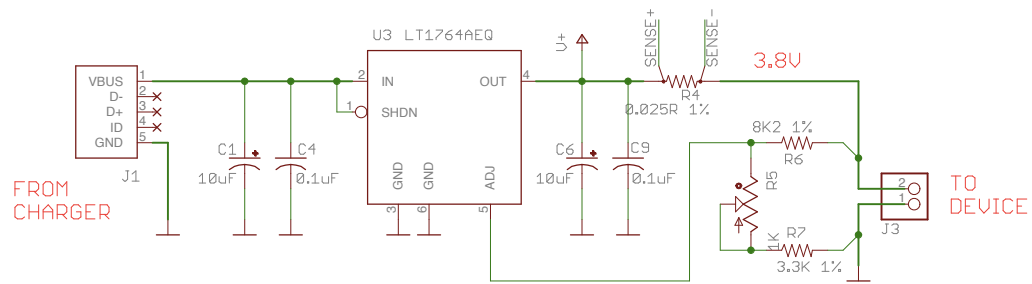 U3 LT1764AEQ
V+
SENSE+
SENSE-
3.8V
VBUS 1
D- 2
D+ 3
ID 4
GND 5
J1
FROM
CHARGER
2 IN
1 SHDN
OUT 4
GND
GND
ADJ
3
6
5
C1
10uF
C4
0.1uF
C6
10uF
C9
0.1uF
R4
0.025R 1%
8K2 1%
R6
R5
1K
R7
3.3K 1%
2
1
J3
TO
DEVICE